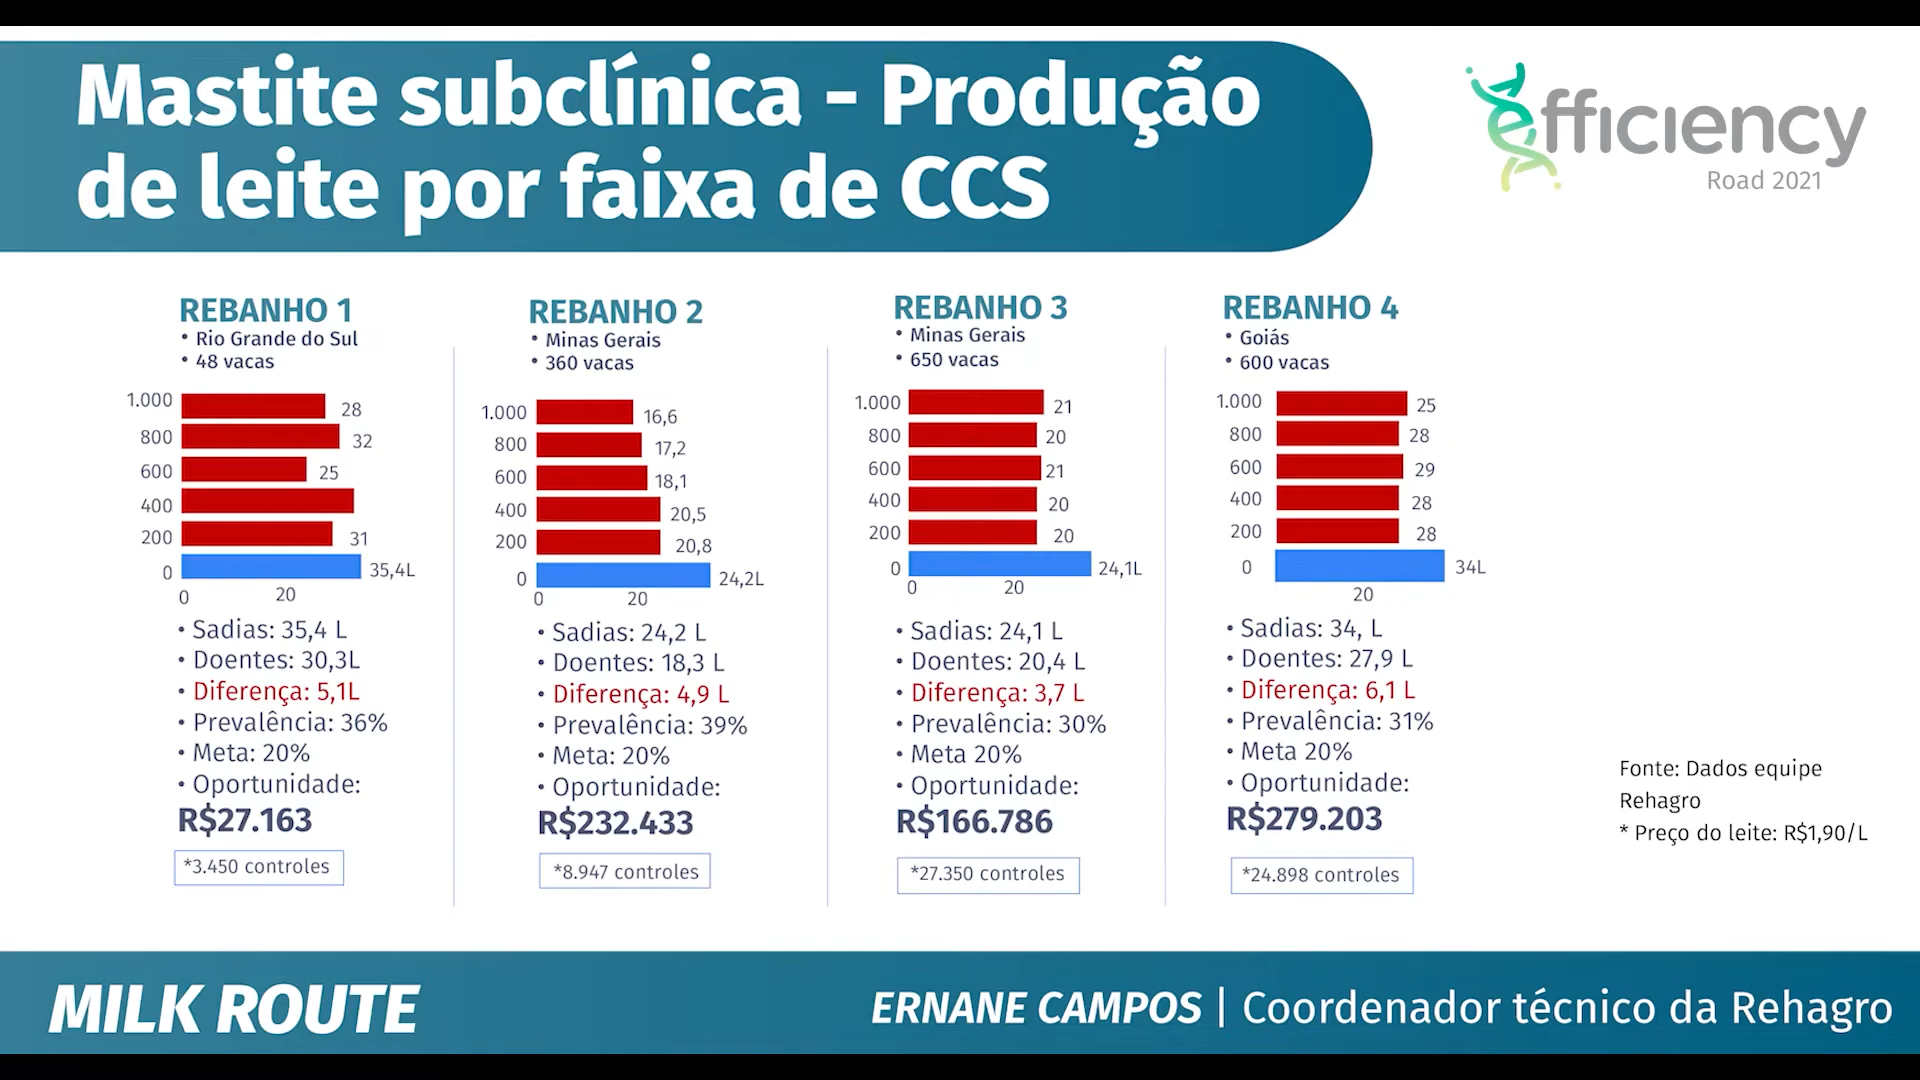 Mastite subclínica - Produção
de leite por faixa de CCS
efficiency
Road 2021
REBANHO 1
• Rio Grande do Sul
• 48 vacas
1.000 28
800 32
600 25
400
200 31
0 35,4L
0 20
• Sadias: 35,4 L
• Doentes: 30,3L
• Diferença: 5,1L
• Prevalência: 36%
• Meta: 20%
• Oportunidade:
R$27.163
*3.450 controles
REBANHO 2
• Minas Gerais
• 360 vacas
1.000 16,6
800 17,2
600 18,1
400 20,5
200 20,8
0 24,2L
0 20
• Sadias: 24,2 L
• Doentes: 18,3 L
• Diferença: 4,9 L
• Prevalência: 39%
• Meta: 20%
• Oportunidade:
R$232.433
*8.947 controles
REBANHO 3
• Minas Gerais
• 650 vacas
1.000 21
800 20
600 21
400 20
200 20
0 24,1L
0 20
• Sadias: 24,1 L
• Doentes: 20,4 L
• Diferença: 3,7 L
• Prevalência: 30%
• Meta 20%
• Oportunidade:
R$166.786
*27.350 controles
REBANHO 4
• Goiás
• 600 vacas
1.000 25
800 28
600 29
400 28
200 28
0 34L
20
• Sadias: 34, L
• Doentes: 27,9 L
• Diferença: 6,1 L
• Prevalência: 31%
• Meta 20%
• Oportunidade:
R$279.203
*24.898 controles
Fonte: Dados equipe
Rehagro
* Preço do leite: R$1,90/L
MILK ROUTE
ERNANE CAMPOS | Coordenador técnico da Rehagro